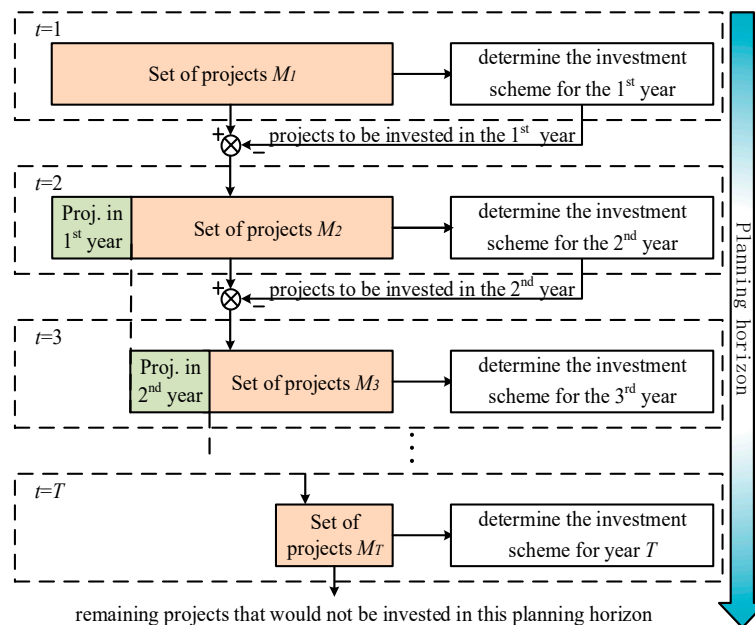 t=1
Set of projects M1
determine the investment
scheme for the 1st year
+
projects to be invested in the 1st year
−
t=2
Proj. in
1st year
Set of projects M2
determine the investment
scheme for the 2nd year
+
projects to be invested in the 2nd year
−
t=3
Proj. in
2nd year
Set of projects M3
determine the investment
scheme for the 3rd year
⋮
t=T
Set of
projects MT
determine the investment
scheme for year T
remaining projects that would not be invested in this planning horizon
Planning horizon